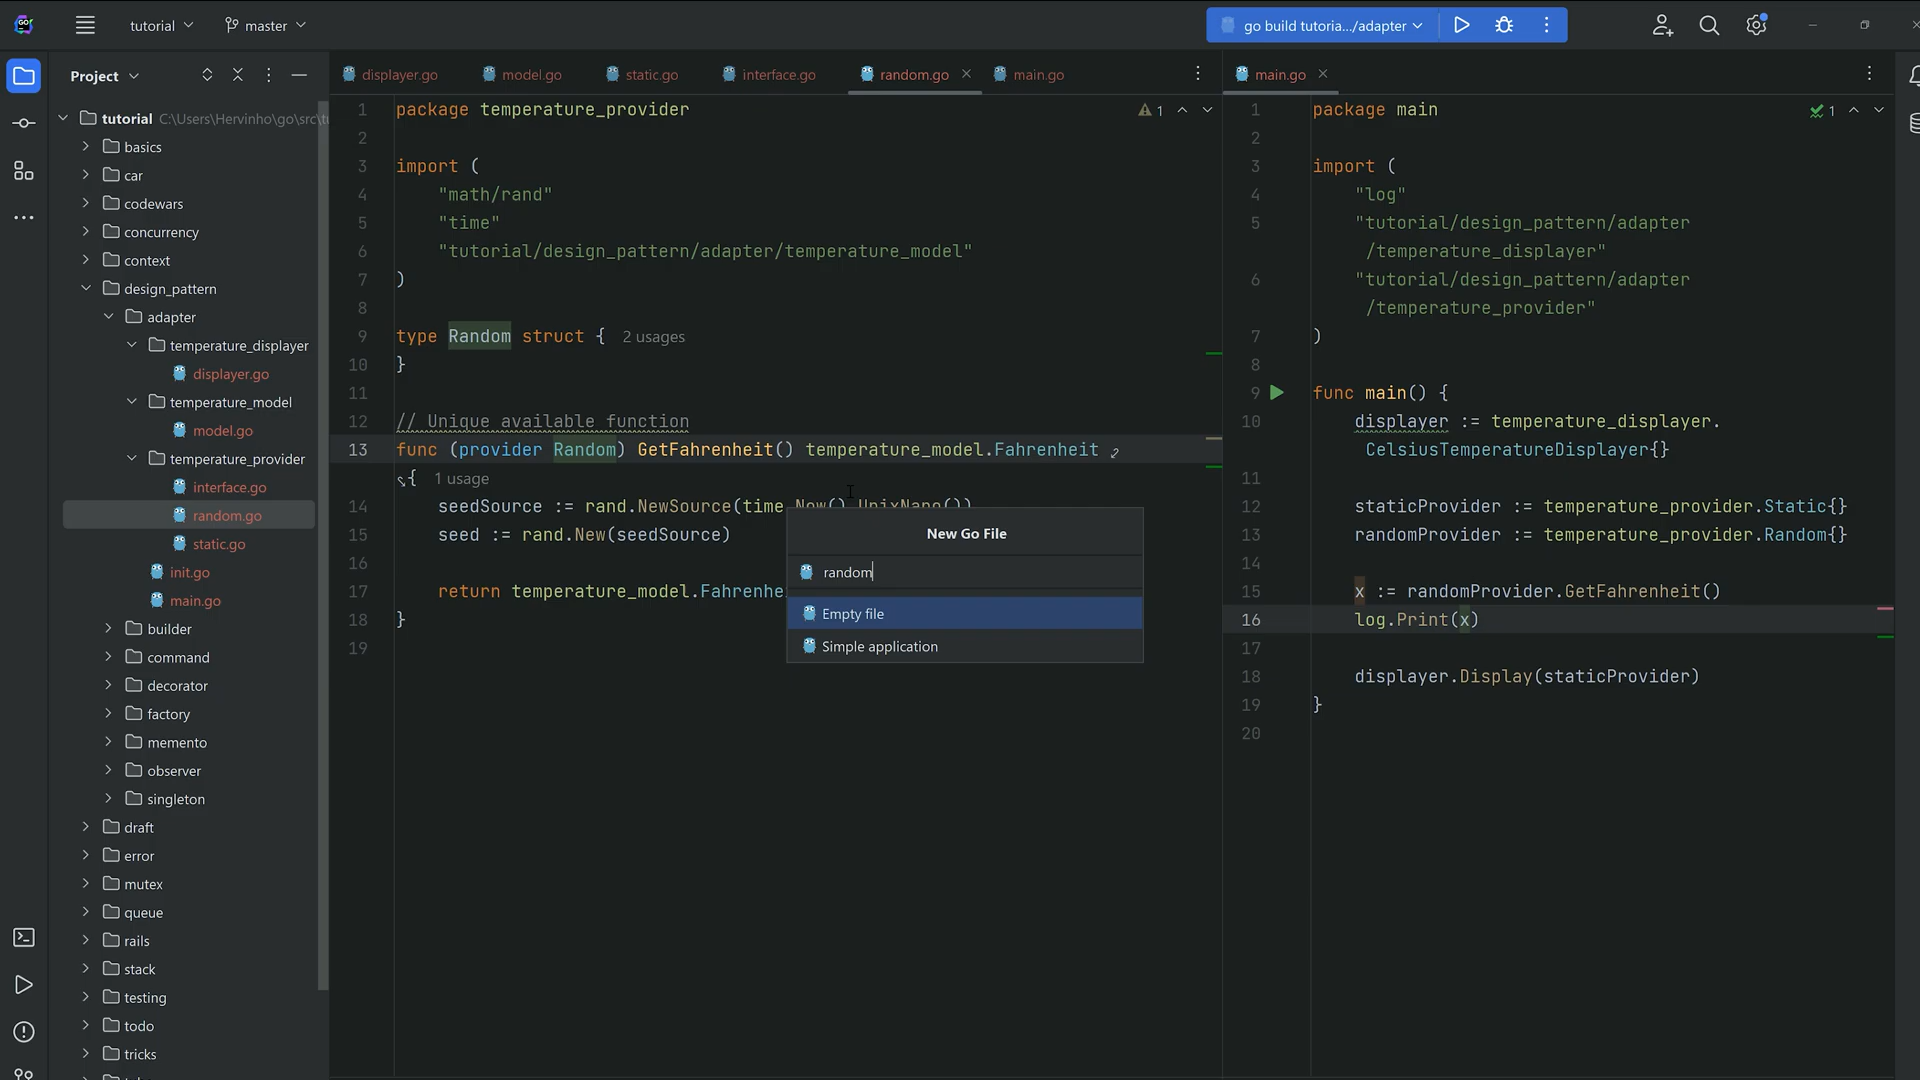 GO
tutorial
master
go build tutoria.../adapter
Project
tutorial C:\Users\Hervinho\go\src\tu
basics
car
codewars
concurrency
context
design_pattern
adapter
temperature_displayer
displayer.go
temperature_model
model.go
temperature_provider
interface.go
random.go
static.go
init.go
main.go
builder
command
decorator
factory
memento
observer
singleton
draft
error
mutex
queue
rails
stack
testing
todo
tricks
displayer.go
model.go
static.go
interface.go
random.go
main.go
1 package temperature_provider
1
2
3 import (
4 "math/rand"
5 "time"
6 "tutorial/design_pattern/adapter/temperature_model"
7 )
8
9 type Random struct { 2 usages
10 }
11
12 // Unique available function
13 func (provider Random) GetFahrenheit() temperature_model.Fahrenheit
{ 1 usage
14 seedSource := rand.NewSource(time.Now().UnixNano())
15 seed := rand.New(seedSource)
16
17 return temperature_model.Fahrenhe
18 }
19
New Go File
random
Empty file
Simple application
main.go
1 package main
1
2
3 import (
4 "log"
5 "tutorial/design_pattern/adapter
/temperature_displayer"
6 "tutorial/design_pattern/adapter
/temperature_provider"
7 )
8
9 func main() {
10 displayer := temperature_displayer.
CelsiusTemperatureDisplayer{}
11
12 staticProvider := temperature_provider.Static{}
13 randomProvider := temperature_provider.Random{}
14
15 x := randomProvider.GetFahrenheit()
16 log.Print(x)
17
18 displayer.Display(staticProvider)
19 }
20